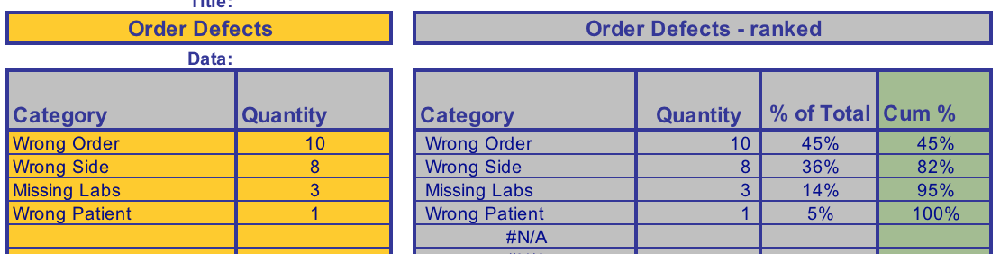 Title:
Order Defects
Order Defects - ranked
Data:
Category Quantity
Category Quantity % of Total Cum %
Wrong Order 10
Wrong Order 10 45% 45%
Wrong Side 8
Wrong Side 8 36% 82%
Missing Labs 3
Missing Labs 3 14% 95%
Wrong Patient 1
Wrong Patient 1 5% 100%
#N/A